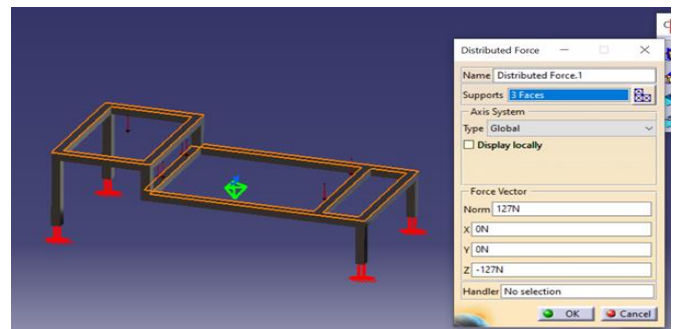 Distributed Force
Name Distributed Force.1
Supports 3 Faces
Axis System
Type Global
Display locally
Force Vector
Norm 127N
X 0N
Y 0N
Z -127N
Handler No selection
OK Cancel